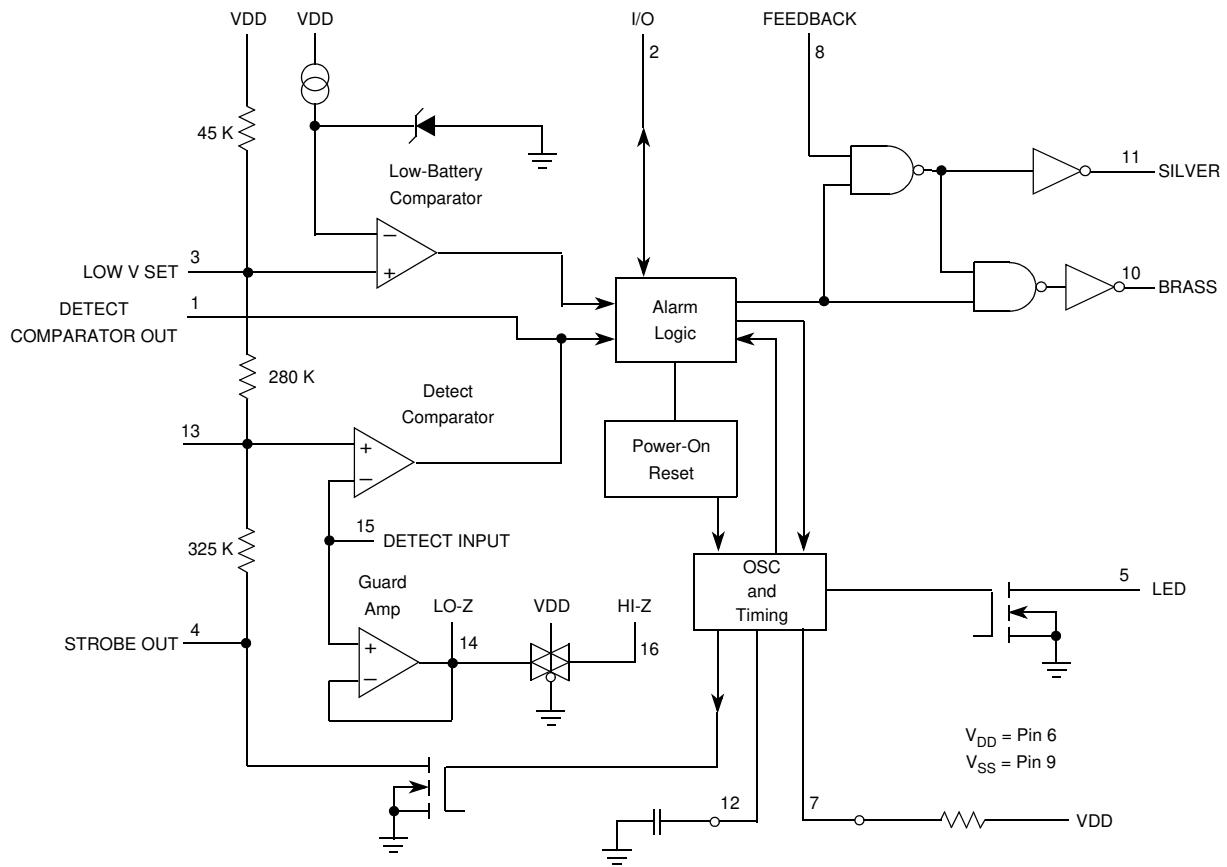 VDD
VDD
I/O
FEEDBACK
2
8
45 K
Low-Battery
Comparator
11
SILVER
−
+
3
LOW V SET
10
BRASS
1
DETECT
COMPARATOR OUT
Alarm
Logic
280 K
Detect
Comparator
13
+
−
Power-On
Reset
15
DETECT INPUT
325 K
OSC
and
Timing
5
LED
Guard
Amp
LO-Z
VDD
HI-Z
4
STROBE OUT
14
16
+
−
VDD = Pin 6
VSS = Pin 9
12
7
VDD